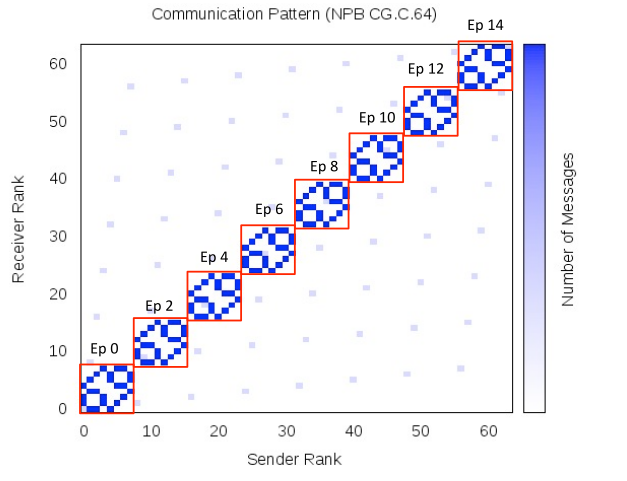 Communication Pattern (NPB CG.C.64)
Ep 14
Ep 12
Ep 10
Ep 8
Ep 6
Ep 4
Ep 2
Ep 0
60
50
40
30
20
10
0
Receiver Rank
0 10 20 30 40 50 60
Sender Rank
Number of Messages